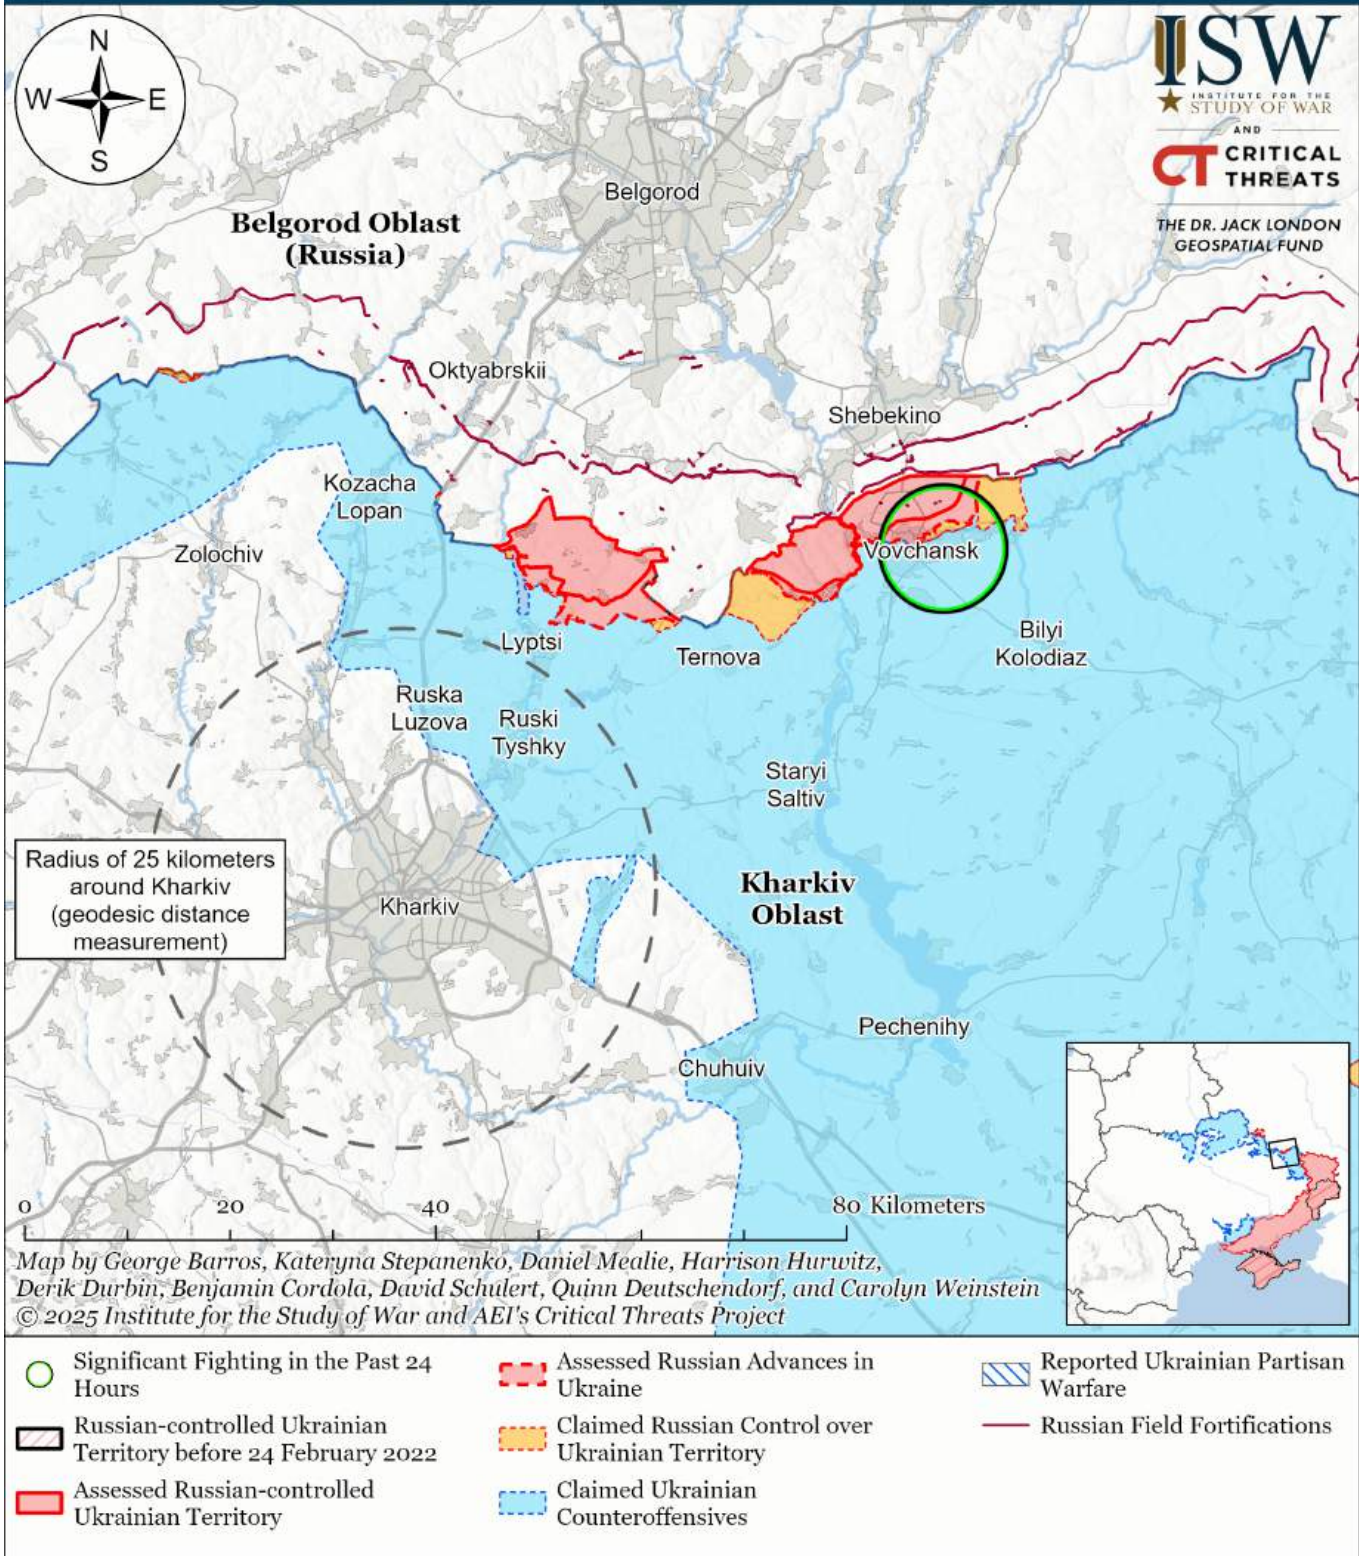 N
W
E
S
ISW
INSTITUTE FOR THE
STUDY OF WAR
AND
CT CRITICAL
THREATS
THE DR. JACK LONDON
GEOSPATIAL FUND
Belgorod
Belgorod Oblast
(Russia)
Oktyabrskii
Shebekino
Kozacha
Lopan
Zolochiv
Vovchansk
Lyptsi
Ternova
Bilyi
Kolodiaz
Ruska
Luzova
Ruski
Tyshky
Staryi
Saltiv
Radius of 25 kilometers
around Kharkiv
(geodesic distance
measurement)
Kharkiv
Kharkiv
Oblast
Pechenihy
Chuhuiv
0 20 40 80 Kilometers
Map by George Barros, Kateryna Stepanenko, Daniel Mealie, Harrison Hurwitz,
Derik Durbin, Benjamin Cordola, David Schulert, Quinn Deutschendorf, and Carolyn Weinstein
© 2025 Institute for the Study of War and AEI's Critical Threats Project
Significant Fighting in the Past 24
Hours
Russian-controlled Ukrainian
Territory before 24 February 2022
Assessed Russian-controlled
Ukrainian Territory
Assessed Russian Advances in
Ukraine
Claimed Russian Control over
Ukrainian Territory
Claimed Ukrainian
Counteroffensives
Reported Ukrainian Partisan
Warfare
Russian Field Fortifications